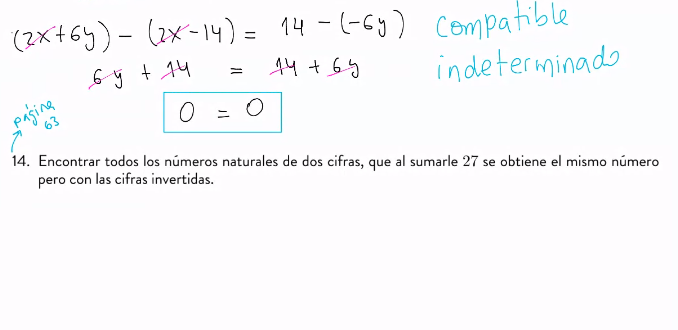 (2x+6y) - (2x-14) = 14 - (-6y)
Compatible
6y + 14 = 14 + 6y
indeterminado
0 = 0
página
63
14. Encontrar todos los números naturales de dos cifras, que al sumarle 27 se obtiene el mismo número
pero con las cifras invertidas.